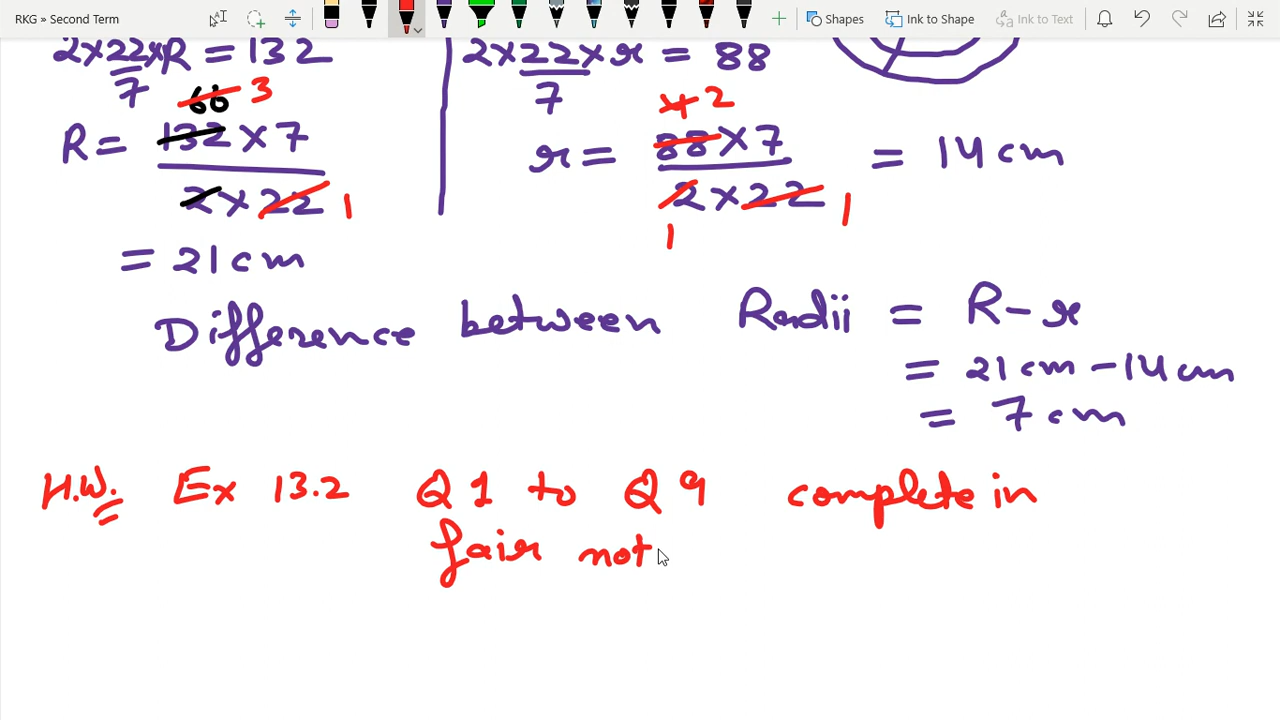 RKG » Second Term
Shapes
Ink to Shape
Ink to Text
2×22×R = 132
7
66 3
R = 132 × 7
2 × 22 1
= 21 cm
2×22×r = 88
7
4 2
r = 88 × 7 = 14 cm
2 × 22 1
1
Difference between Radii = R - r
= 21 cm - 14 cm
= 7 cm
H.W. Ex 13.2 Q 1 to Q 9 complete in
fair not